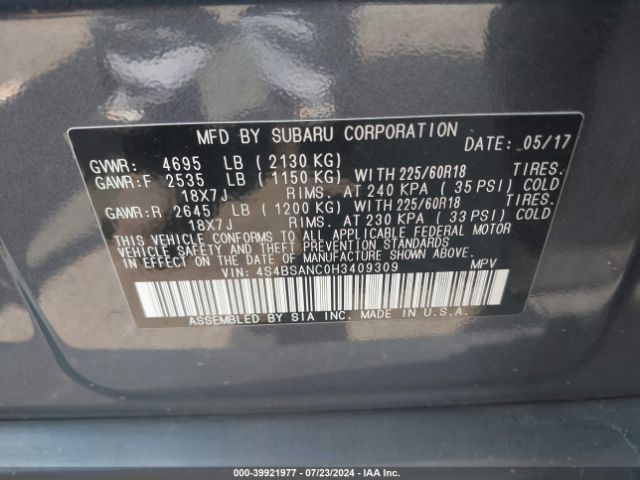 MFD BY SUBARU CORPORATION DATE: 05/17
GVWR: 4695 LB (2130 KG)
GAWR:F 2535 LB (1150 KG) WITH 225/60R18 TIRES.
18X7J RIMS. AT 240 KPA (35 PSI) COLD
GAWR:R 2645 LB (1200 KG) WITH 225/60R18 TIRES.
18X7J RIMS. AT 230 KPA (33 PSI) COLD
THIS VEHICLE CONFORMS TO ALL APPLICABLE FEDERAL MOTOR
VEHICLE SAFETY AND THEFT PREVENTION STANDARDS
IN EFFECT ON THE DATE OF MANUFACTURE SHOWN ABOVE.
VIN: 4S4BSANC0H3409309 MPV
ASSEMBLED BY SIA INC. MADE IN U.S.A.
000-39921977 - 07/23/2024 - IAA Inc.